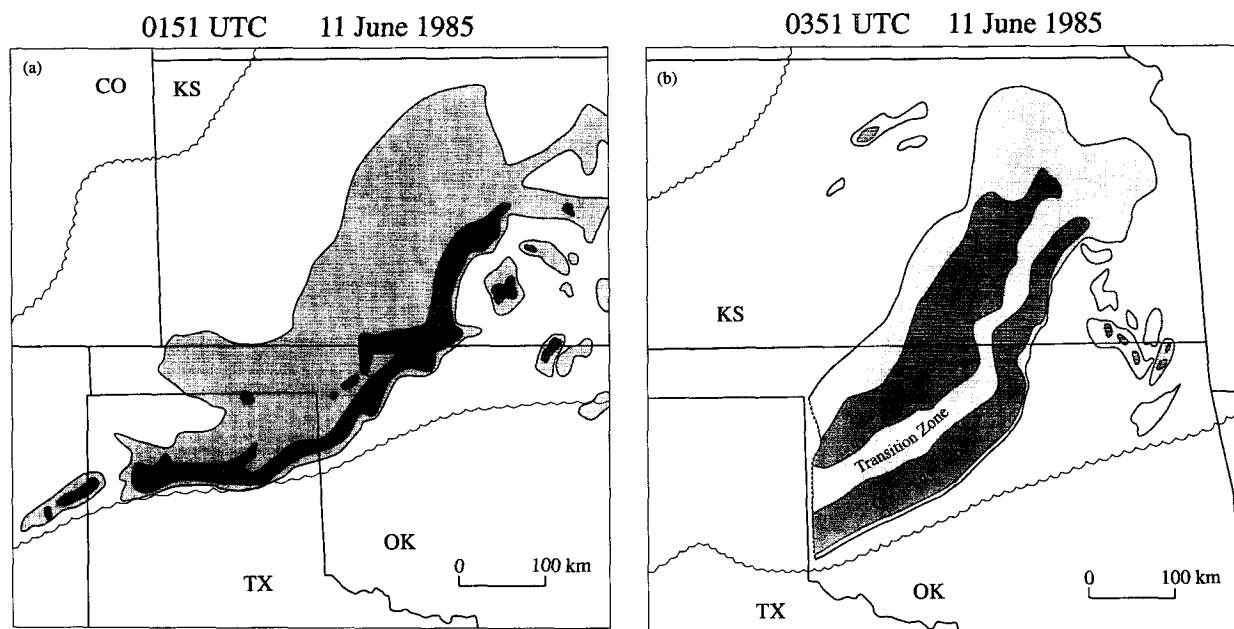 0151 UTC 11 June 1985
(a)
CO
KS
OK
TX
0 100 km
0351 UTC 11 June 1985
(b)
KS
Transition Zone
OK
TX
0 100 km